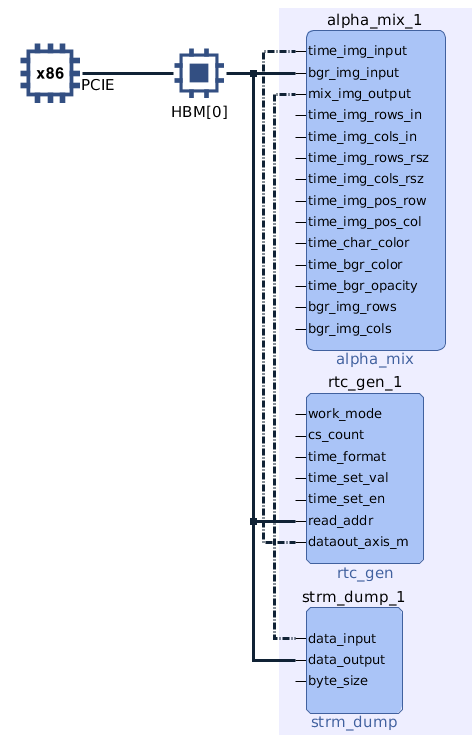 alpha_mix_1
x86
PCIE
HBM[0]
time_img_input
bgr_img_input
mix_img_output
time_img_rows_in
time_img_cols_in
time_img_rows_rsz
time_img_cols_rsz
time_img_pos_row
time_img_pos_col
time_char_color
time_bgr_color
time_bgr_opacity
bgr_img_rows
bgr_img_cols
alpha_mix
rtc_gen_1
work_mode
cs_count
time_format
time_set_val
time_set_en
read_addr
dataout_axis_m
rtc_gen
strm_dump_1
data_input
data_output
byte_size
strm_dump